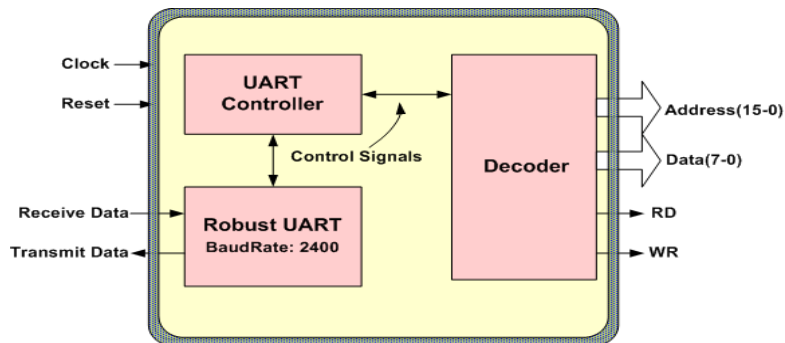 Clock
Reset
UART
Controller
Control Signals
Receive Data
Transmit Data
Robust UART
BaudRate: 2400
Decoder
Address(15-0)
Data(7-0)
RD
WR